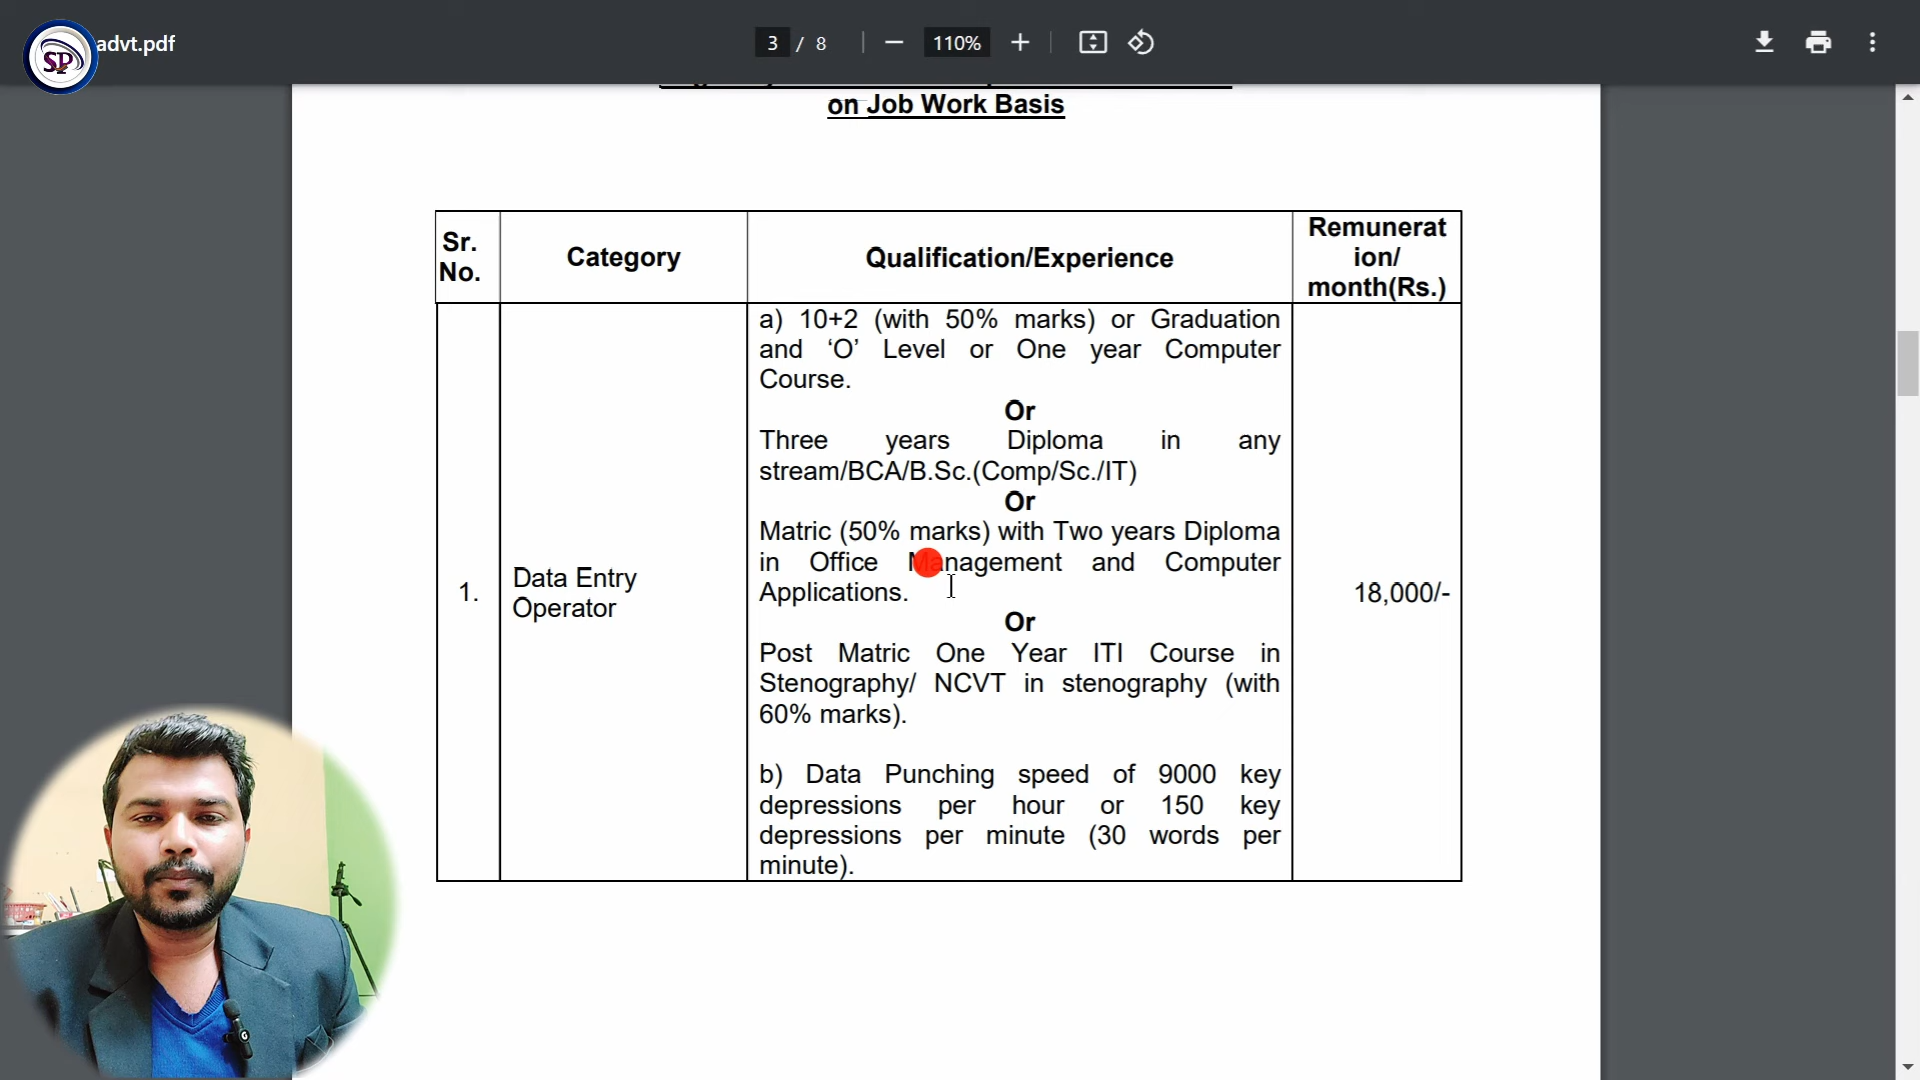 SP
advt.pdf
3 / 8
110%
on Job Work Basis
Sr.
No.
Category
Qualification/Experience
Remunerat
ion/
month(Rs.)
1.
Data Entry
Operator
a) 10+2 (with 50% marks) or Graduation
and ‘O’ Level or One year Computer
Course.
Or
Three years Diploma in any
stream/BCA/B.Sc.(Comp/Sc./IT)
Or
Matric (50% marks) with Two years Diploma
in Office Management and Computer
Applications.
Or
Post Matric One Year ITI Course in
Stenography/ NCVT in stenography (with
60% marks).
b) Data Punching speed of 9000 key
depressions per hour or 150 key
depressions per minute (30 words per
minute).
18,000/-